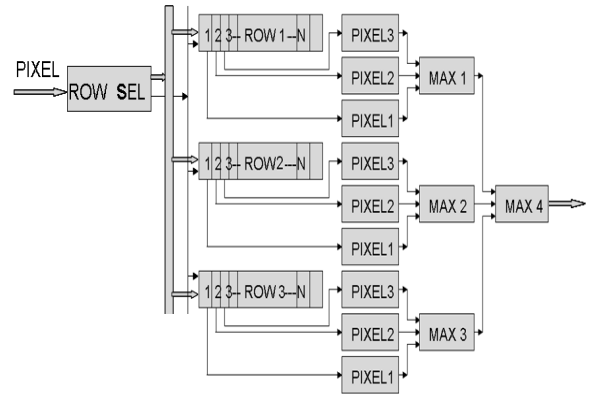 PIXEL
ROW SEL
1 2 3-- ROW 1 ---N
PIXEL3
PIXEL2
PIXEL1
MAX 1
1 2 3-- ROW2---N
PIXEL3
PIXEL2
PIXEL1
MAX 2
MAX 4
1 2 3-- ROW 3---N
PIXEL3
PIXEL2
PIXEL1
MAX 3